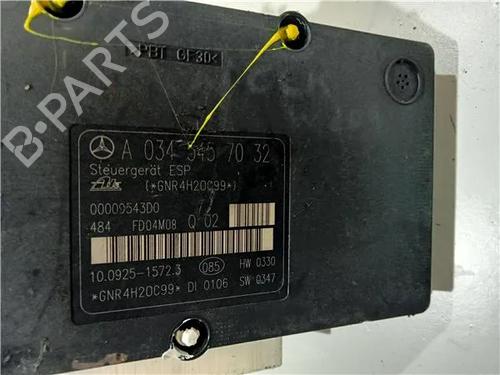 >PBT GF30<
A 034 545 70 32
Steuergerät ESP
Ate (*GNR4H20C99*)
00009543D0
484 FD04M08 Q 02
10.0925-1572.3 085 HW 0330
*GNR4H20C99* DI 0106 SW 0347
B-PARTS